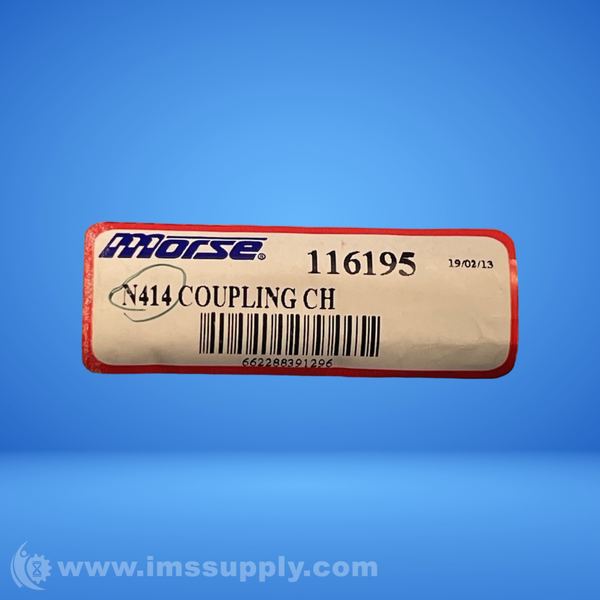 morse® 116195 19/02/13
N414 COUPLING CH
662288391296
www.imssupply.com